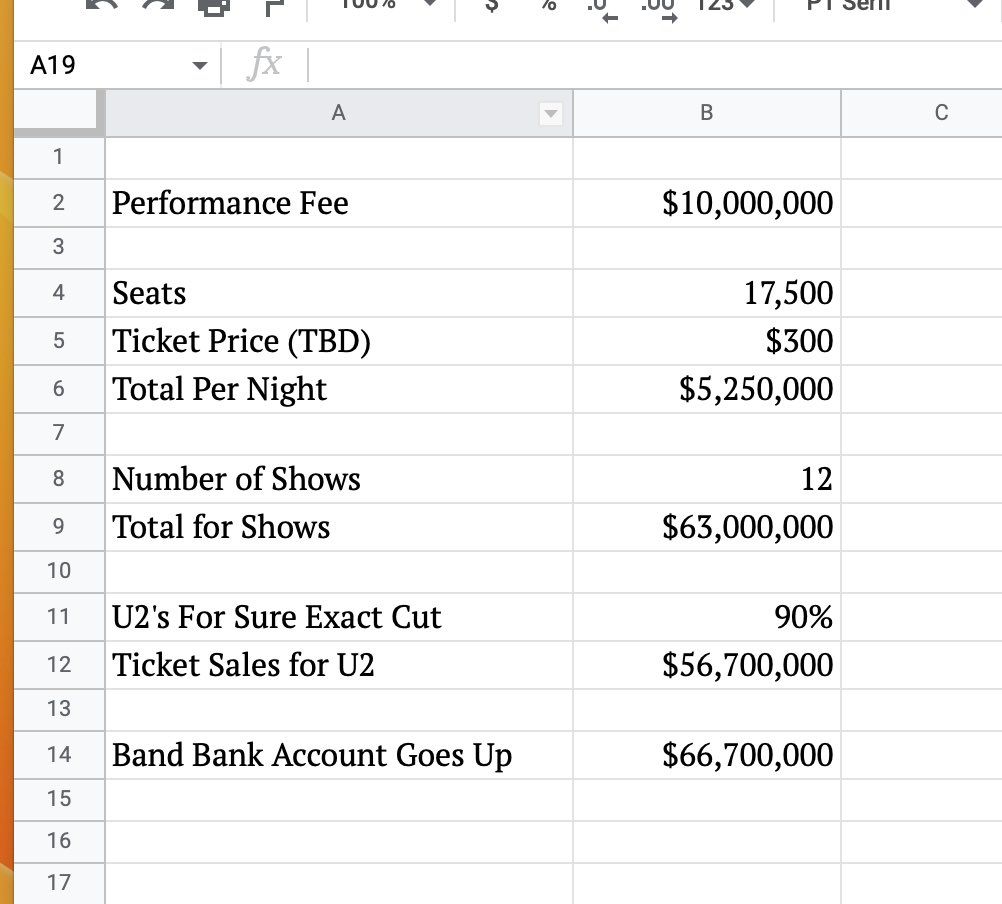 100% $ % .0 .00 123 PT Serif
A19 fx
A B C
1
2 Performance Fee $10,000,000
3
4 Seats 17,500
5 Ticket Price (TBD) $300
6 Total Per Night $5,250,000
7
8 Number of Shows 12
9 Total for Shows $63,000,000
10
11 U2's For Sure Exact Cut 90%
12 Ticket Sales for U2 $56,700,000
13
14 Band Bank Account Goes Up $66,700,000
15
16
17